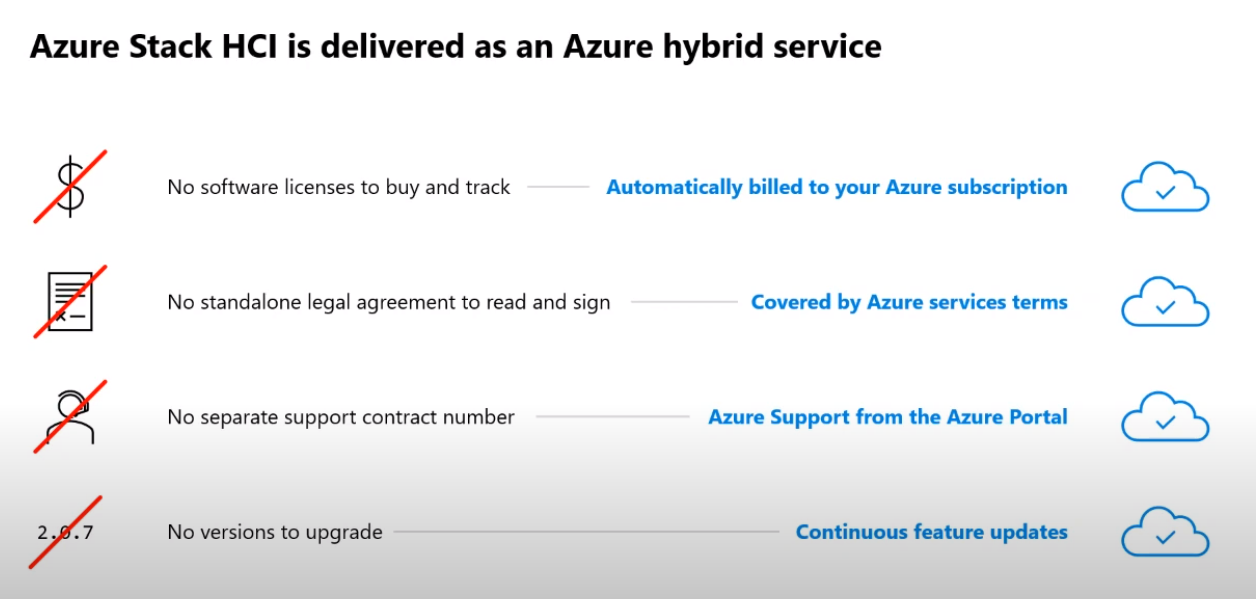 Azure Stack HCI is delivered as an Azure hybrid service
No software licenses to buy and track Automatically billed to your Azure subscription
No standalone legal agreement to read and sign Covered by Azure services terms
No separate support contract number Azure Support from the Azure Portal
2.0.7 No versions to upgrade Continuous feature updates